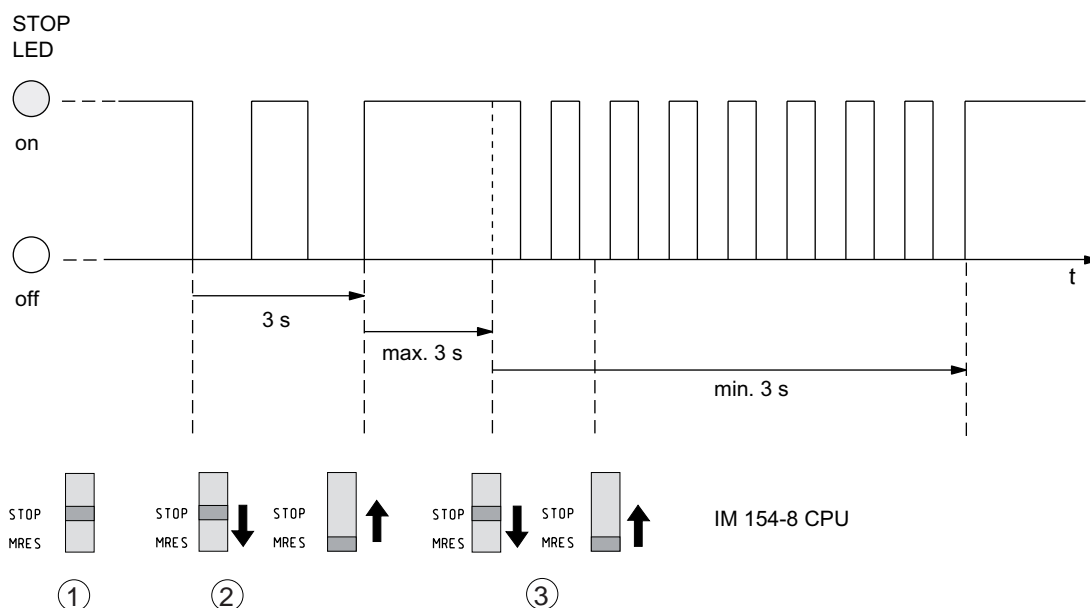 STOP
LED
on
off
t
3 s
max. 3 s
min. 3 s
STOP
MRES
STOP
MRES
STOP
MRES
STOP
MRES
STOP
MRES
IM 154-8 CPU
1
2
3